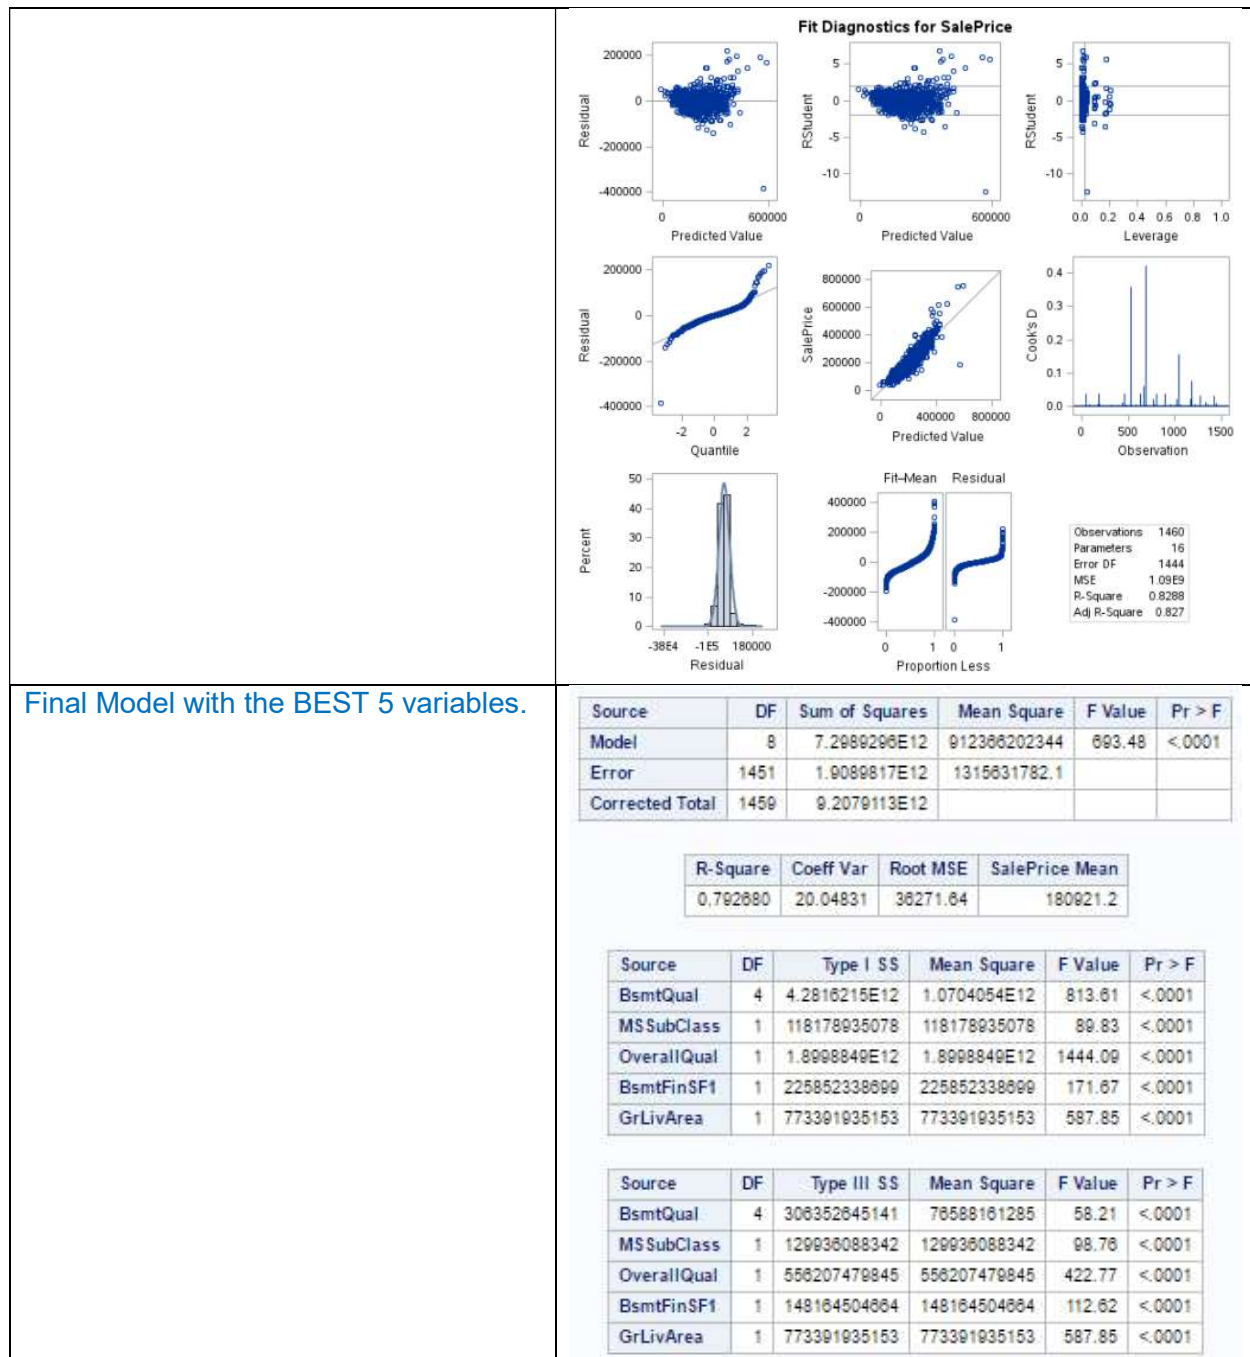 Fit Diagnostics for SalePrice
200000
0
-200000
-400000
Residual
0 600000
Predicted Value
5
0
-5
-10
RStudent
0 600000
Predicted Value
5
0
-5
-10
RStudent
0.0 0.2 0.4 0.6 0.8 1.0
Leverage
200000
0
-200000
-400000
Residual
-2 0 2
Quantile
800000
600000
400000
200000
0
SalePrice
0 400000 800000
Predicted Value
0.4
0.3
0.2
0.1
0.0
Cook's D
0 500 1000 1500
Observation
50
40
30
20
10
0
Percent
-38E4 -1E5 180000
Residual
Fit–Mean Residual
400000
200000
0
-200000
-400000
0 1 0 1
Proportion Less
Observations 1460
Parameters 16
Error DF 1444
MSE 1.09E9
R-Square 0.8288
Adj R-Square 0.827
Final Model with the BEST 5 variables.
Source DF Sum of Squares Mean Square F Value Pr > F
Model 8 7.2989296E12 912366202344 693.48 <.0001
Error 1451 1.9089817E12 1315631782.1
Corrected Total 1459 9.2079113E12
R-Square Coeff Var Root MSE SalePrice Mean
0.792680 20.04831 36271.64 180921.2
Source DF Type I SS Mean Square F Value Pr > F
BsmtQual 4 4.2816215E12 1.0704054E12 813.61 <.0001
MSSubClass 1 118178935078 118178935078 89.83 <.0001
OverallQual 1 1.8998849E12 1.8998849E12 1444.09 <.0001
BsmtFinSF1 1 225852338699 225852338699 171.67 <.0001
GrLivArea 1 773391935153 773391935153 587.85 <.0001
Source DF Type III SS Mean Square F Value Pr > F
BsmtQual 4 306352645141 76588161285 58.21 <.0001
MSSubClass 1 129936088342 129936088342 98.76 <.0001
OverallQual 1 556207479845 556207479845 422.77 <.0001
BsmtFinSF1 1 148164504664 148164504664 112.62 <.0001
GrLivArea 1 773391935153 773391935153 587.85 <.0001